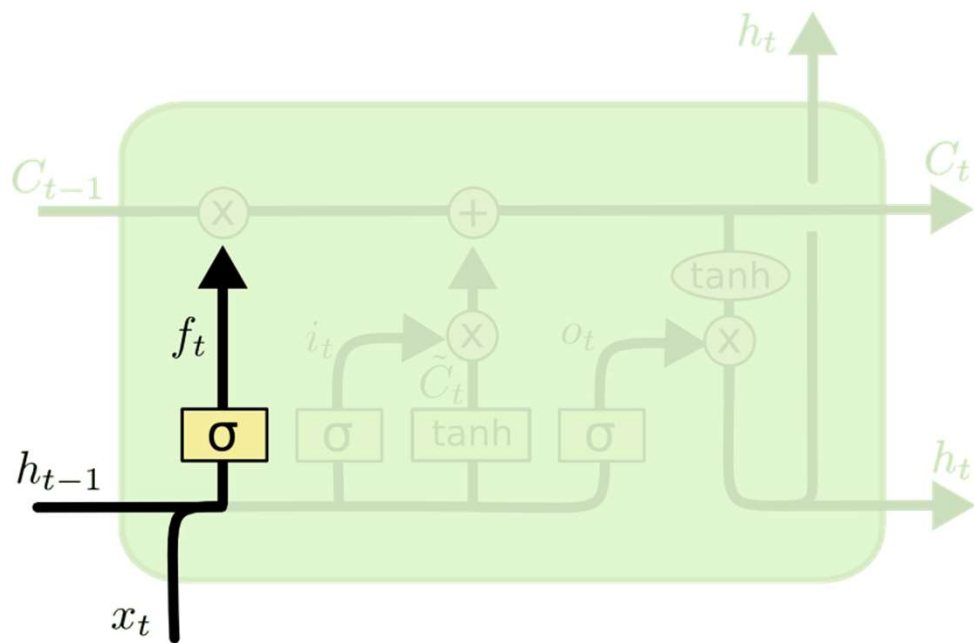 h_t
C_{t-1}
C_t
x
+
tanh
f_t
i_t
x
o_t
x
C̃_t
σ
σ
tanh
σ
h_{t-1}
h_t
x_t